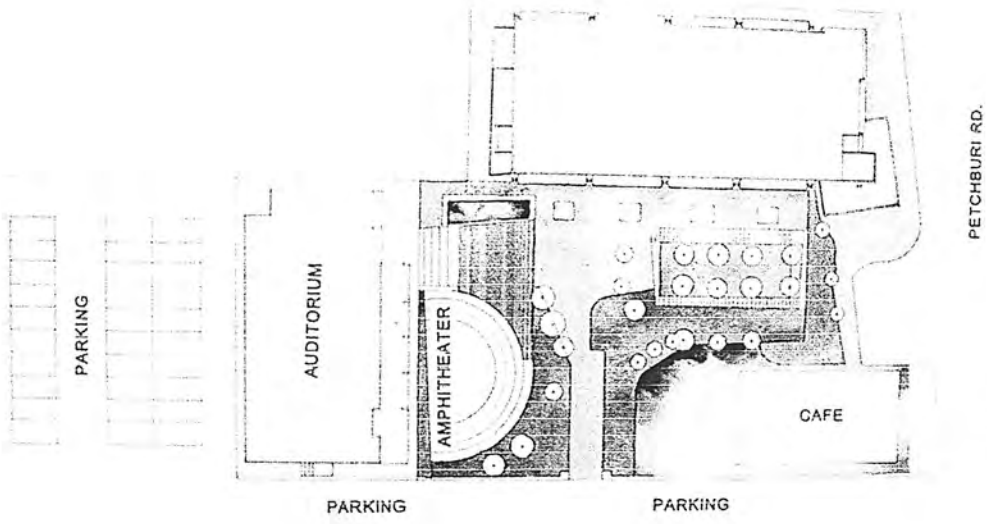 PETCHBURI RD.
PARKING
AUDITORIUM
AMPHITHEATER
CAFE
PARKING
PARKING